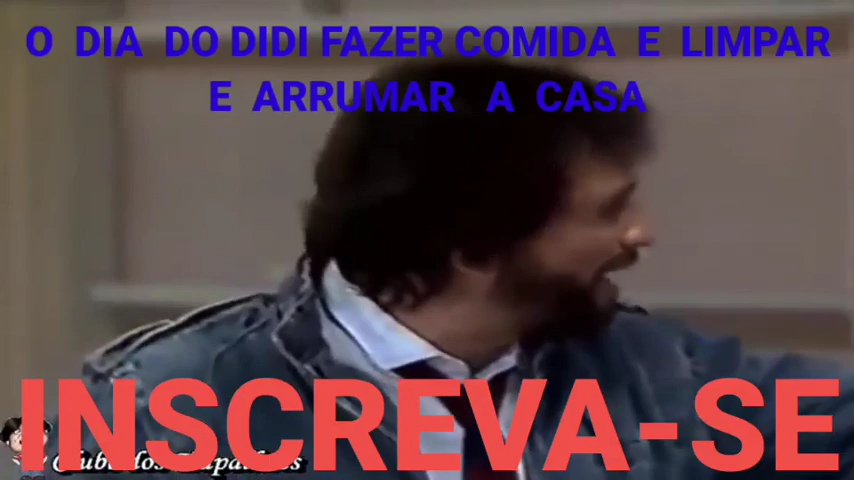 O DIA DO DIDI FAZER COMIDA E LIMPAR
E ARRUMAR A CASA
INSCREVA-SE